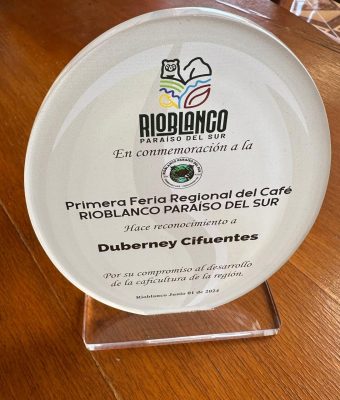 RIOBLANCO
PARAÍSO DEL SUR
En conmemoración a la
Primera Feria Regional del Café
RIOBLANCO PARAÍSO DEL SUR
Hace reconocimiento a
Duberney Cifuentes
Por su compromiso al desarrollo
de la caficultura de la región.
Rioblanco Junio 01 de 2024